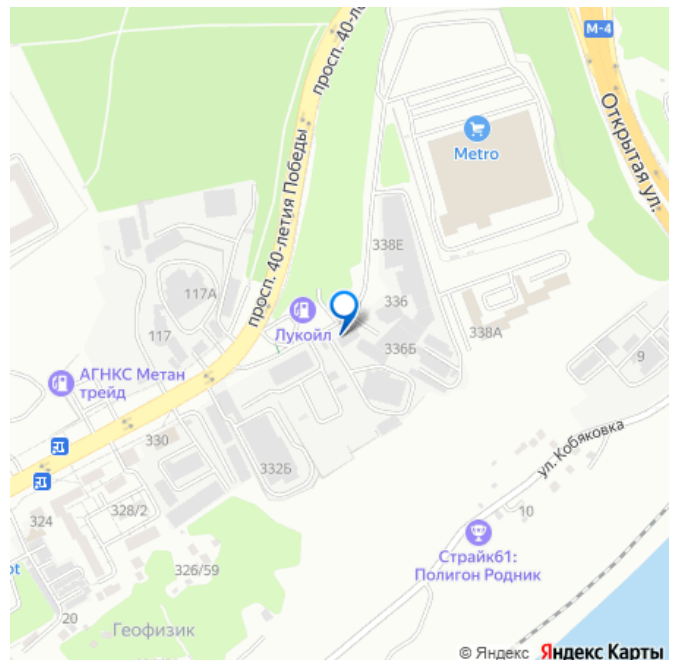 просп. 40-ле
М-4
Открытая ул.
Metro
просп. 40-летия Победы
338Е
117А
336
Лукойл
117
338А
336Б
9
АГНКС Метан
трейд
330
ул. Кобяковка
332Б
324
328/2
10
Страйк61:
Полигон Родник
326/59
ot
20
Геофизик
© Яндекс Яндекс Карты